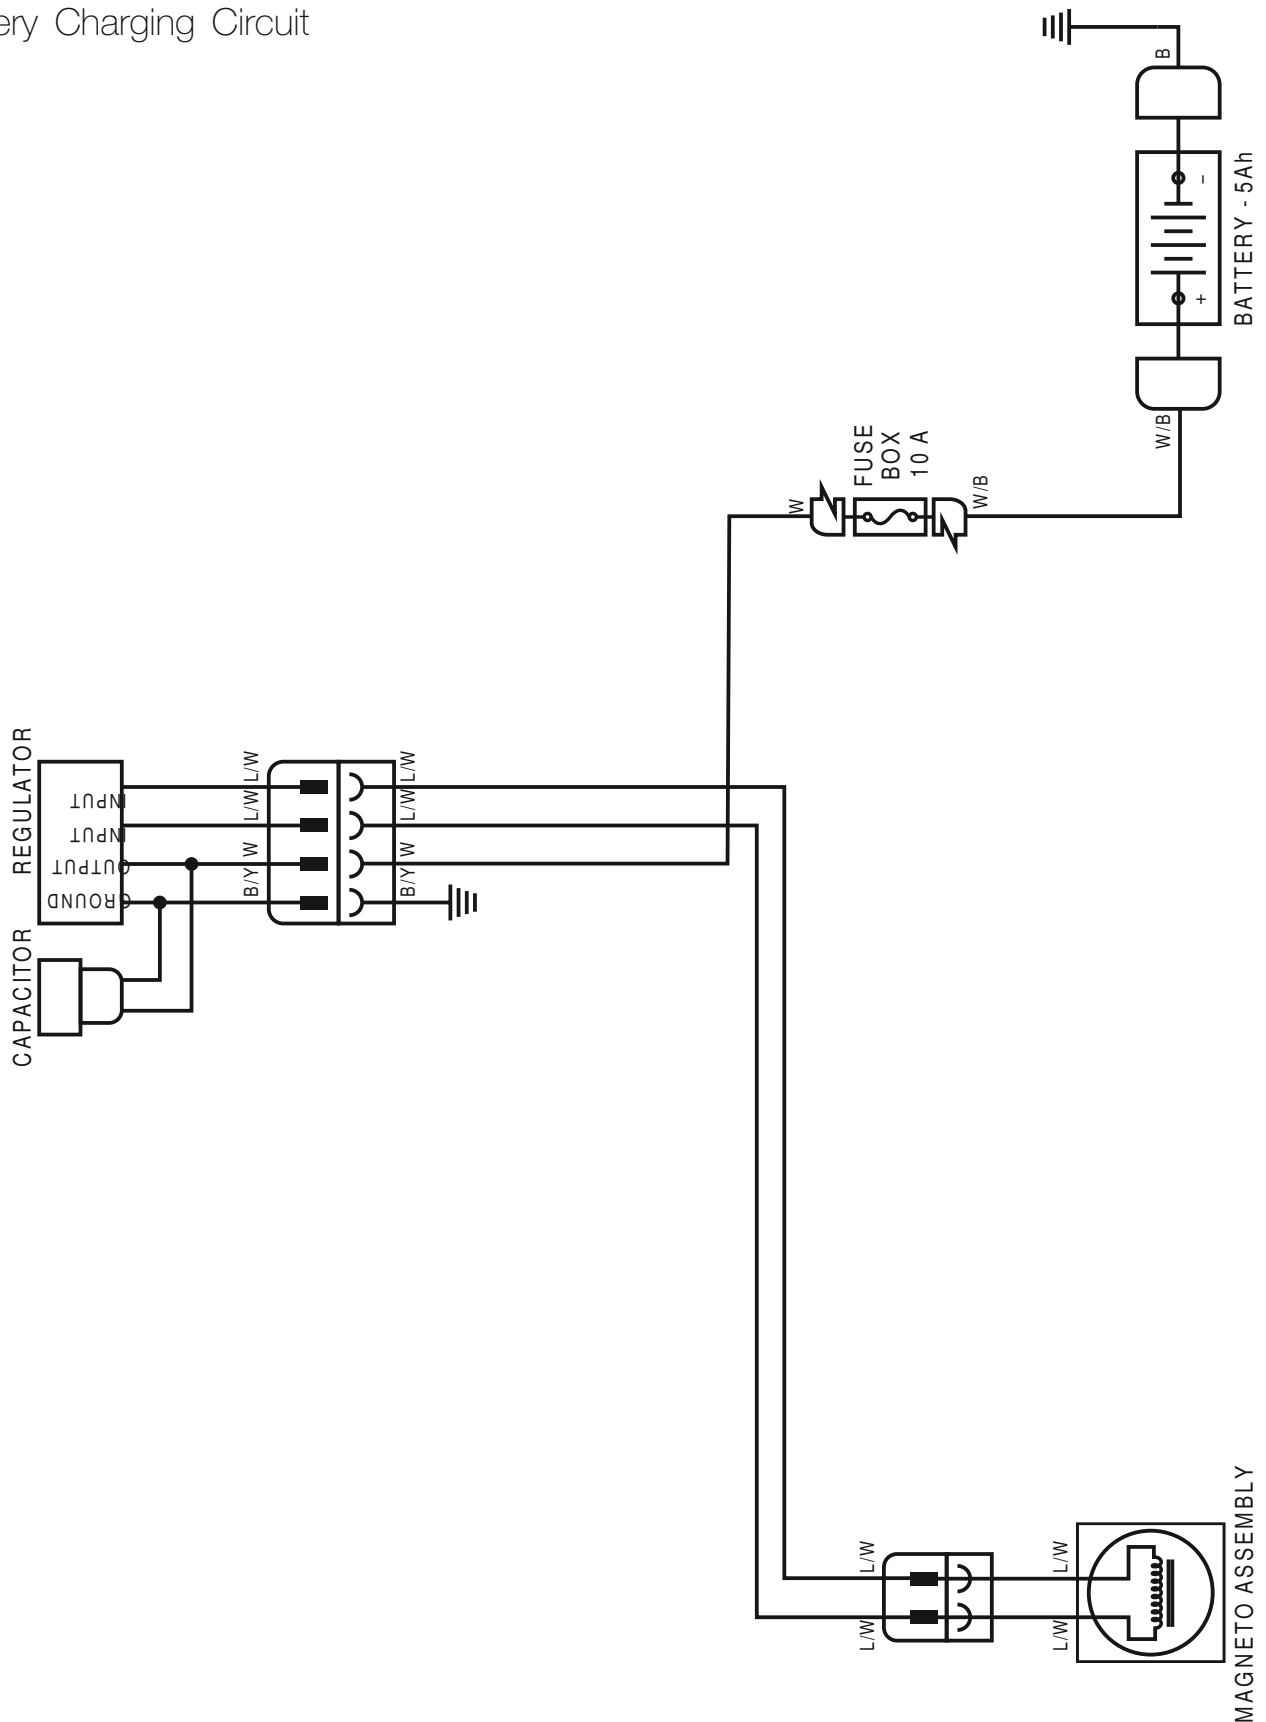 ery Charging Circuit
B
BATTERY - 5Ah
-
+
W/B
FUSE
BOX
10 A
W
W/B
REGULATOR
INPUT
INPUT
OUTPUT
GROUND
L/W
L/W
W
B/Y
L/W
L/W
W
B/Y
CAPACITOR
L/W
L/W
L/W
L/W
MAGNETO ASSEMBLY